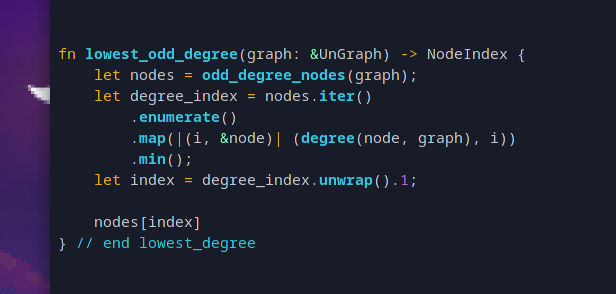 fn lowest_odd_degree(graph: &UnGraph) -> NodeIndex {
    let nodes = odd_degree_nodes(graph);
    let degree_index = nodes.iter()
        .enumerate()
        .map(|(i, &node)| (degree(node, graph), i))
        .min();
    let index = degree_index.unwrap().1;

    nodes[index]
} // end lowest_degree